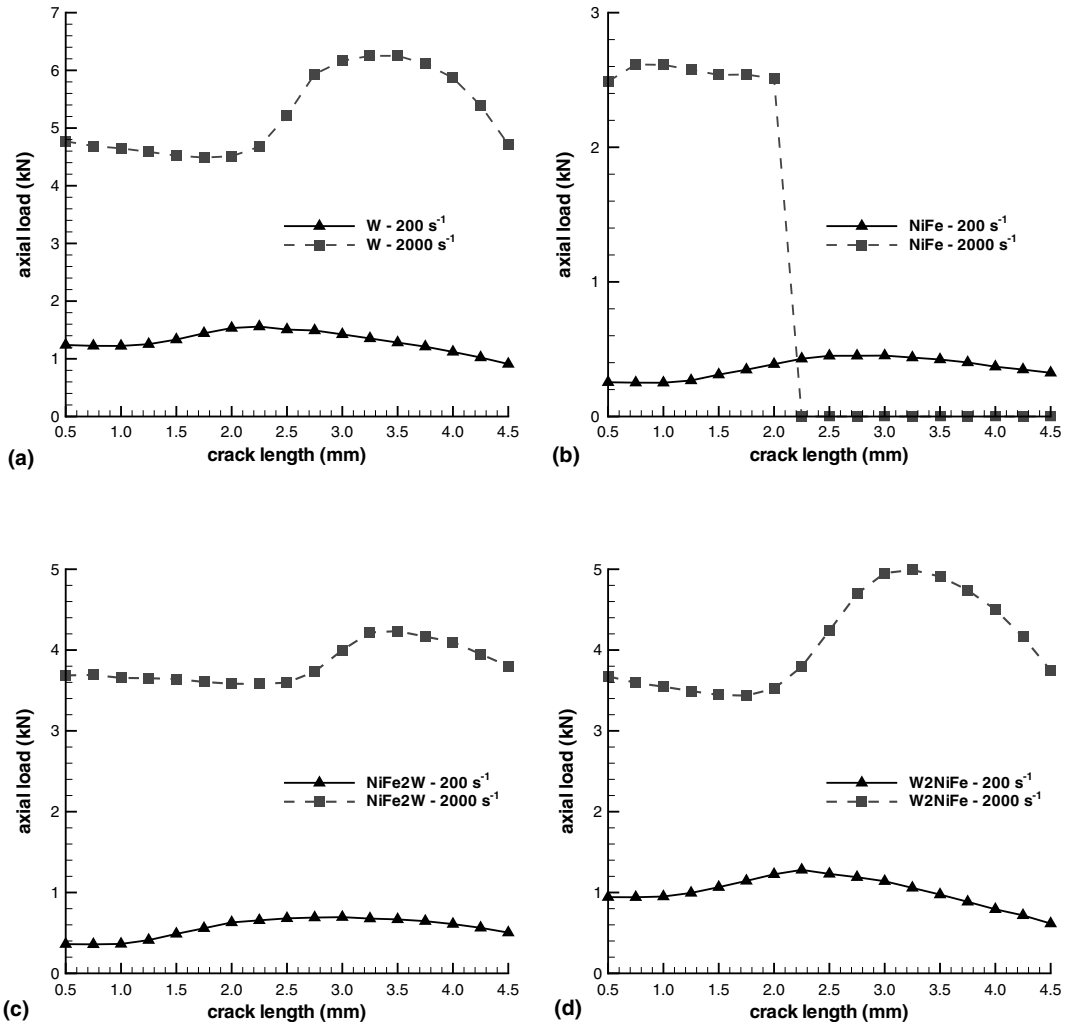 7
6
5
4
3
2
1
0
axial load (kN)
W - 200 s-1
W - 2000 s-1
0.5 1.0 1.5 2.0 2.5 3.0 3.5 4.0 4.5
crack length (mm)
(a)
3
2
1
0
axial load (kN)
NiFe - 200 s-1
NiFe - 2000 s-1
0.5 1.0 1.5 2.0 2.5 3.0 3.5 4.0 4.5
crack length (mm)
(b)
5
4
3
2
1
0
axial load (kN)
NiFe2W - 200 s-1
NiFe2W - 2000 s-1
0.5 1.0 1.5 2.0 2.5 3.0 3.5 4.0 4.5
crack length (mm)
(c)
5
4
3
2
1
0
axial load (kN)
W2NiFe - 200 s-1
W2NiFe - 2000 s-1
0.5 1.0 1.5 2.0 2.5 3.0 3.5 4.0 4.5
crack length (mm)
(d)